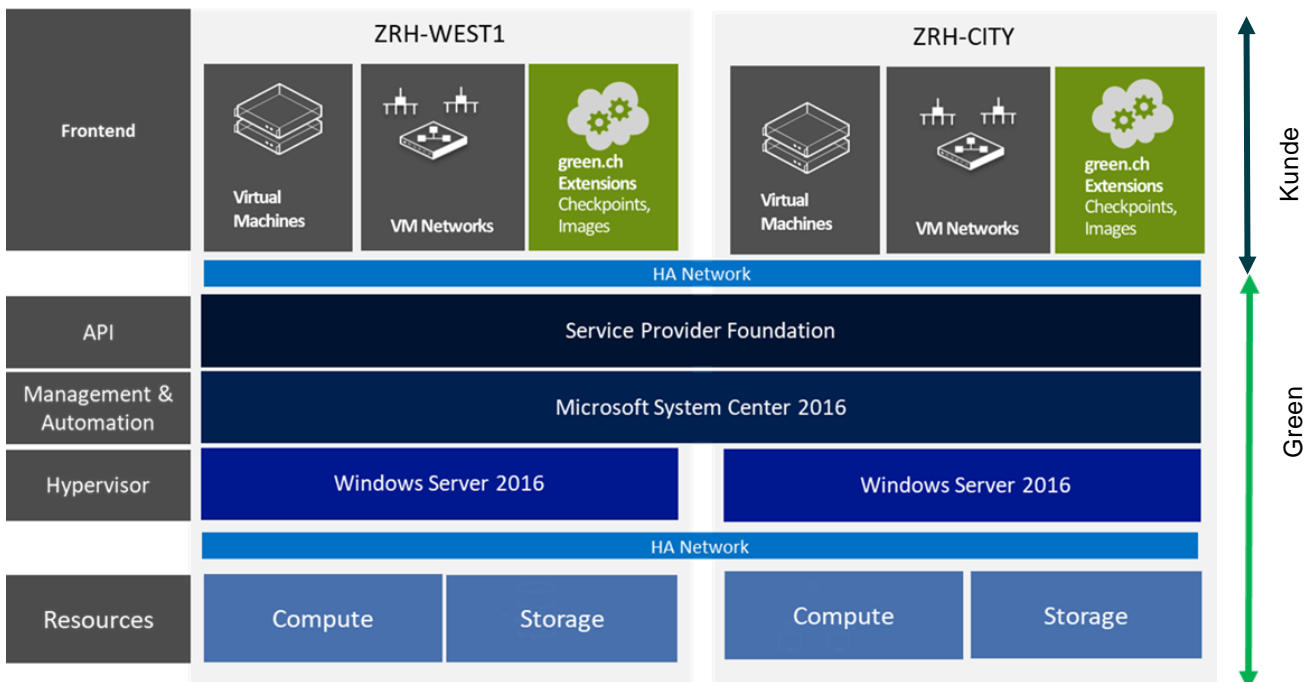 ZRH-WEST1
ZRH-CITY
Frontend
Virtual
Machines
VM Networks
green.ch
Extensions
Checkpoints,
Images
Virtual
Machines
VM Networks
green.ch
Extensions
Checkpoints,
Images
Kunde
HA Network
API
Service Provider Foundation
Management &
Automation
Microsoft System Center 2016
Green
Hypervisor
Windows Server 2016
Windows Server 2016
HA Network
Resources
Compute
Storage
Compute
Storage